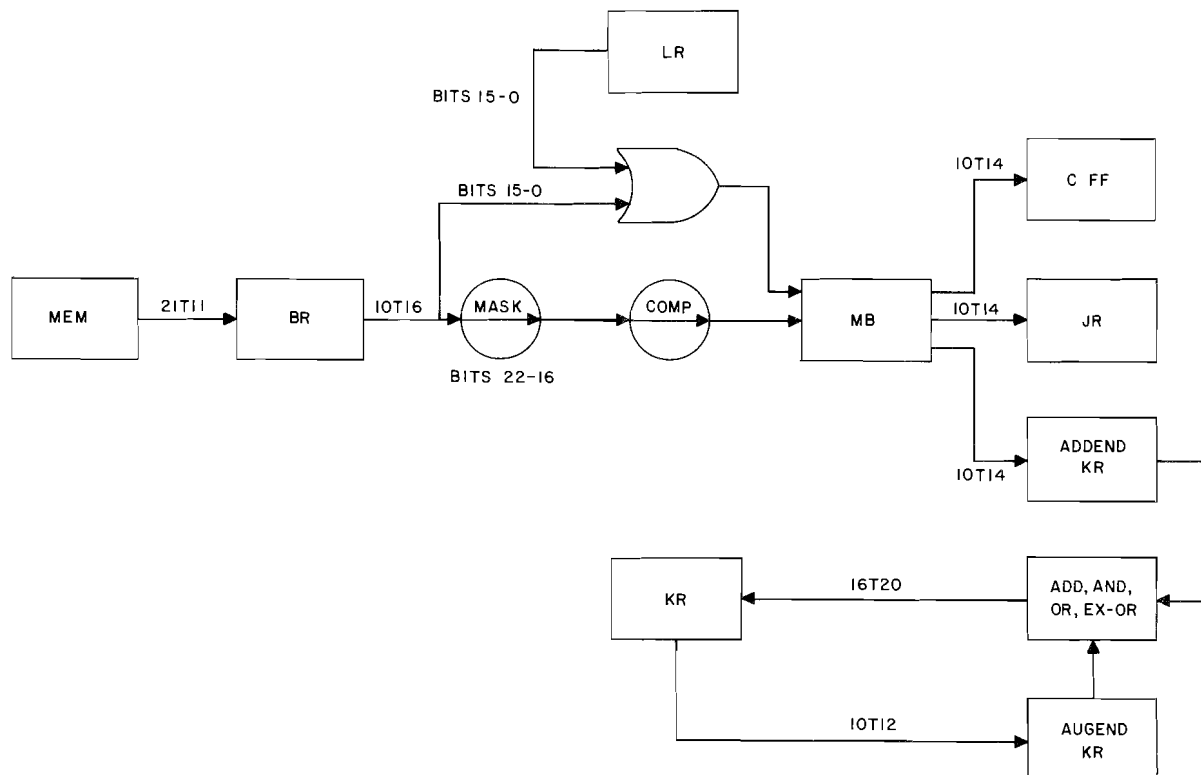 LR
BITS 15-0
10T14
C FF
BITS 15-0
MEM
21T11
BR
10T16
MASK
COMP
MB
10T14
JR
BITS 22-16
10T14
ADDEND
KR
KR
16T20
ADD, AND,
OR, EX-OR
10T12
AUGEND
KR